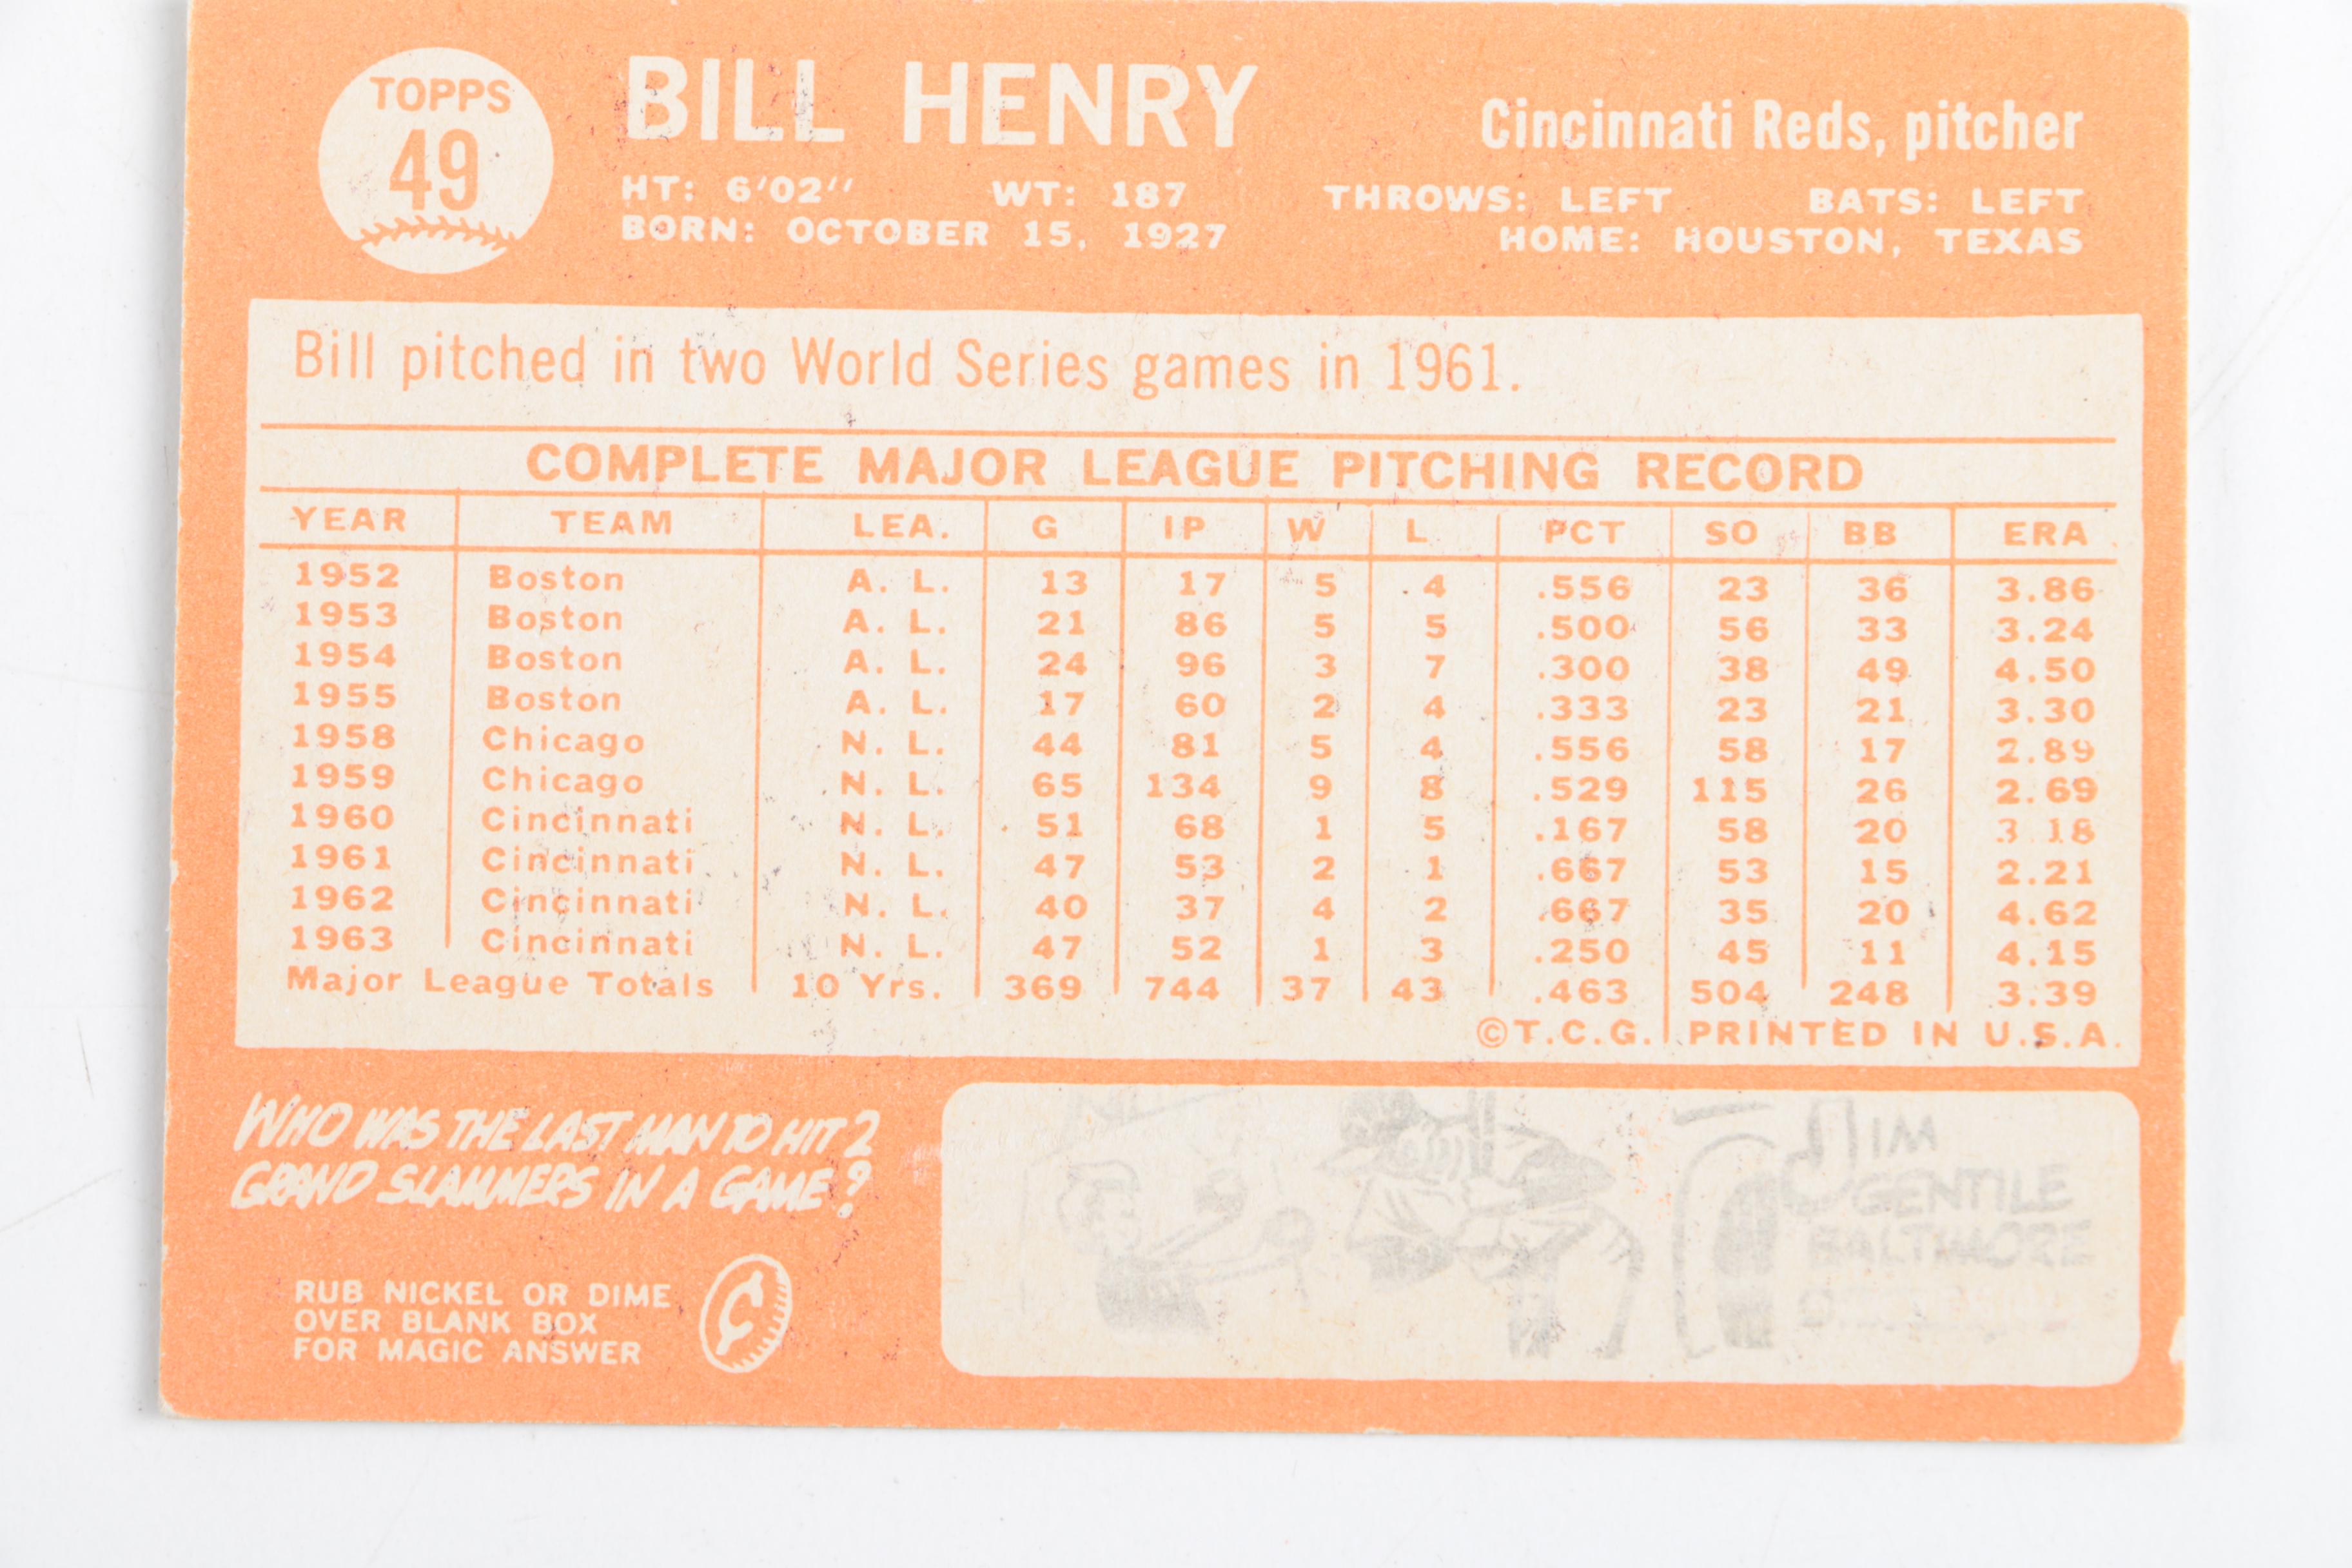 TOPPS
49
BILL HENRY
Cincinnati Reds, pitcher
HT: 6'02" WT: 187 THROWS: LEFT BATS: LEFT
BORN: OCTOBER 15, 1927 HOME: HOUSTON, TEXAS
Bill pitched in two World Series games in 1961.
COMPLETE MAJOR LEAGUE PITCHING RECORD
YEAR TEAM LEA. G IP W L PCT SO BB ERA
1952 Boston A. L. 13 17 5 4 .556 23 36 3.86
1953 Boston A. L. 21 86 5 5 .500 56 33 3.24
1954 Boston A. L. 24 96 3 7 .300 38 49 4.50
1955 Boston A. L. 17 60 2 4 .333 23 21 3.30
1958 Chicago N. L. 44 81 5 4 .556 58 17 2.89
1959 Chicago N. L. 65 134 9 8 .529 115 26 2.69
1960 Cincinnati N. L. 51 68 1 5 .167 58 20 3.18
1961 Cincinnati N. L. 47 53 2 1 .667 53 15 2.21
1962 Cincinnati N. L. 40 37 4 2 .667 35 20 4.62
1963 Cincinnati N. L. 47 52 1 3 .250 45 11 4.15
Major League Totals 10 Yrs. 369 744 37 43 .463 504 248 3.39
©T.C.G. PRINTED IN U.S.A.
WHO WAS THE LAST MAN TO HIT 2
GRAND SLAMMERS IN A GAME?
RUB NICKEL OR DIME
OVER BLANK BOX
FOR MAGIC ANSWER
¢
JIM
GENTILE
BALTIMORE